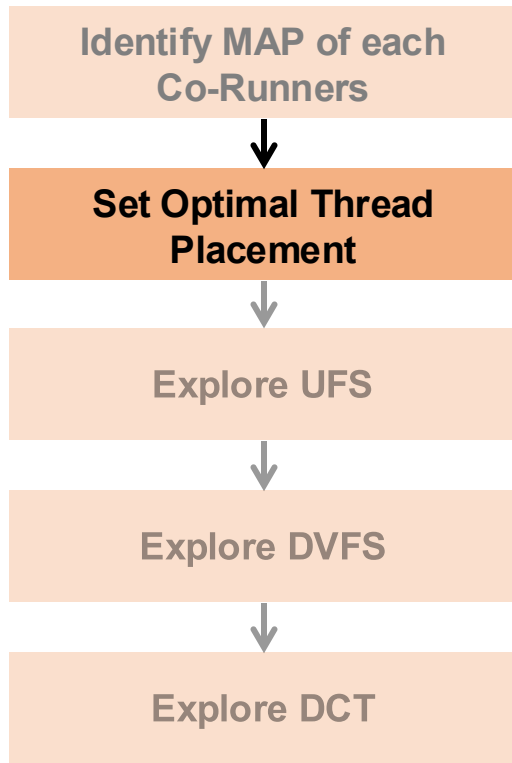 Identify MAP of each
Co-Runners
Set Optimal Thread
Placement
Explore UFS
Explore DVFS
Explore DCT